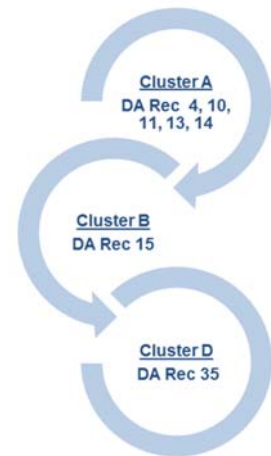 Cluster A
DA Rec 4, 10,
11, 13, 14
Cluster B
DA Rec 15
Cluster D
DA Rec 35